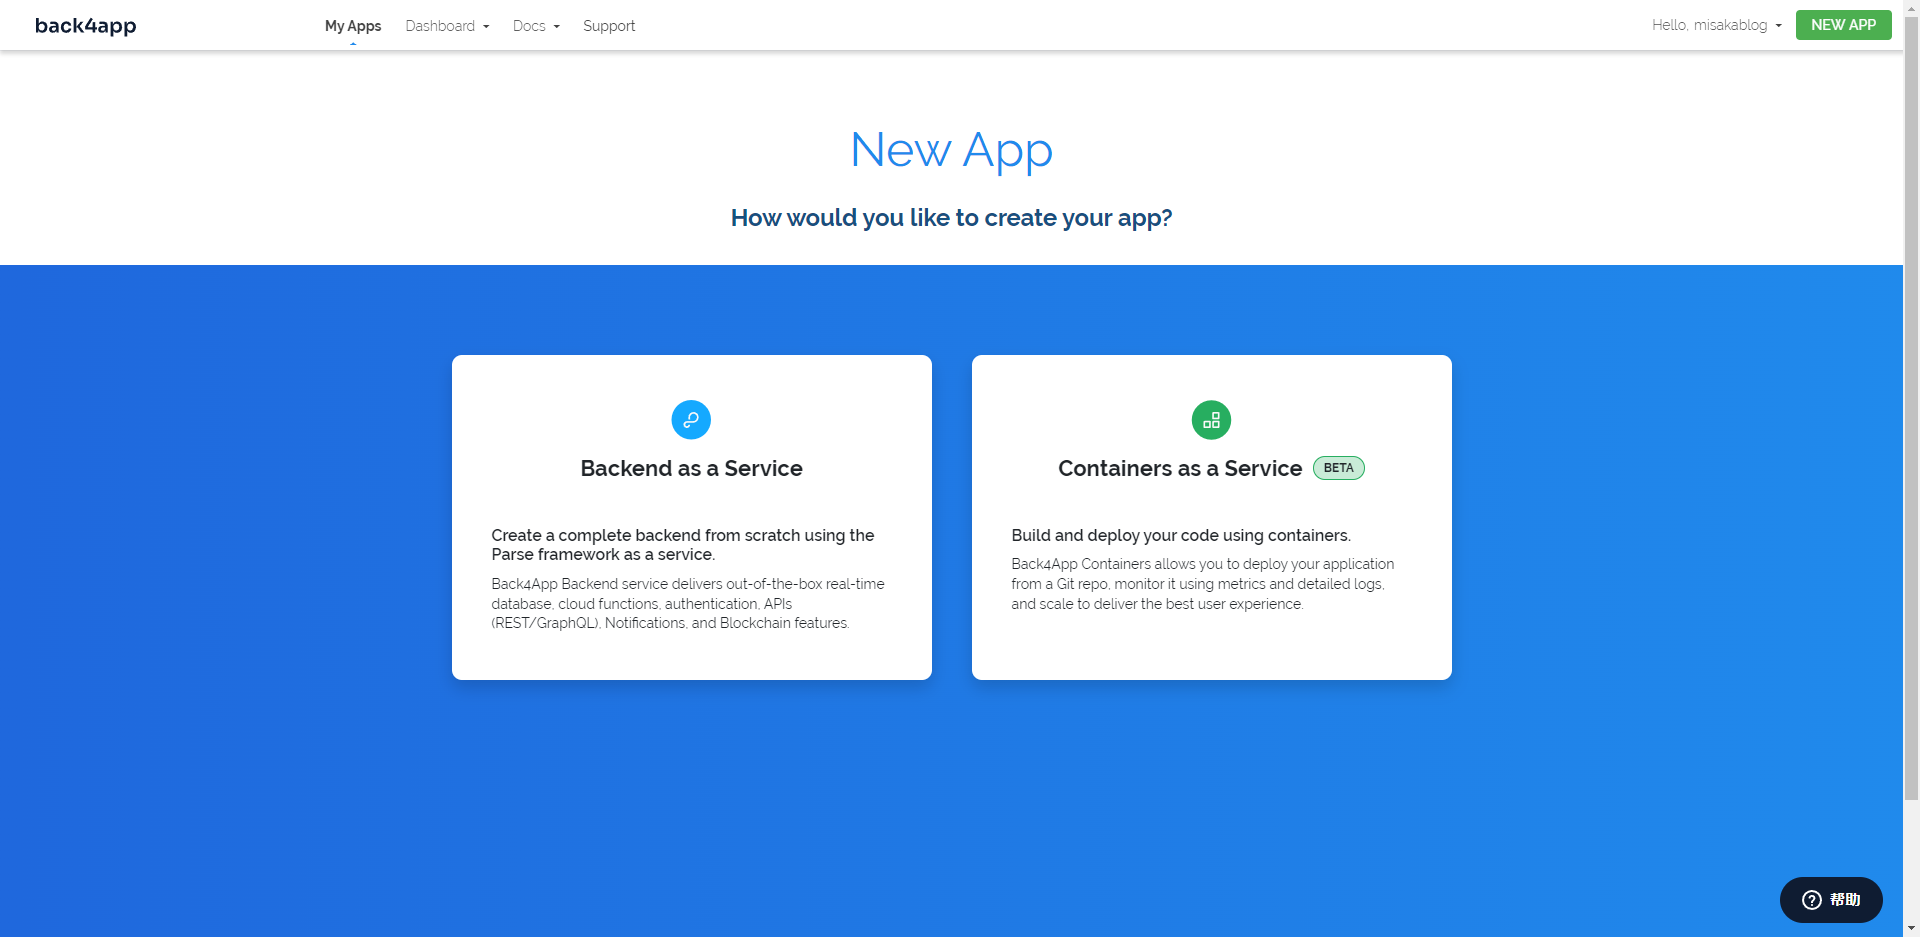 back4app
My Apps
Dashboard
Docs
Support
Hello, misakablog
NEW APP
New App
How would you like to create your app?
Backend as a Service
Create a complete backend from scratch using the
Parse framework as a service.
Back4App Backend service delivers out-of-the-box real-time
database, cloud functions, authentication, APIs
(REST/GraphQL), Notifications, and Blockchain features.
Containers as a Service BETA
Build and deploy your code using containers.
Back4App Containers allows you to deploy your application
from a Git repo, monitor it using metrics and detailed logs,
and scale to deliver the best user experience.
帮助